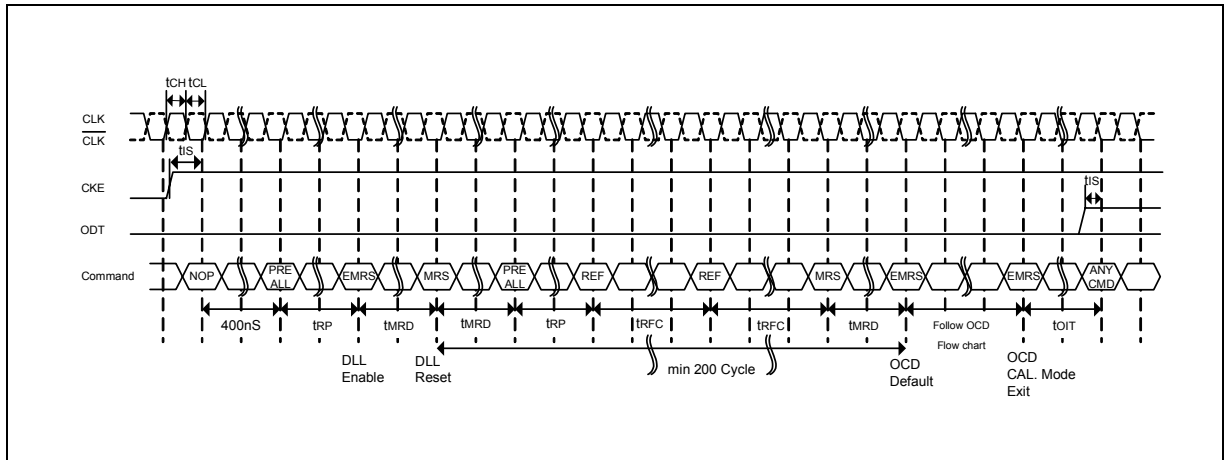 tCH tCL
CLK
CLK
tIS
CKE
tIS
ODT
Command
NOP
PRE
ALL
EMRS
MRS
PRE
ALL
REF
REF
MRS
EMRS
EMRS
ANY
CMD
400nS
tRP
tMRD
tMRD
tRP
tRFC
tRFC
tMRD
Follow OCD
Flow chart
tOIT
DLL
Enable
DLL
Reset
min 200 Cycle
OCD
Default
OCD
CAL. Mode
Exit